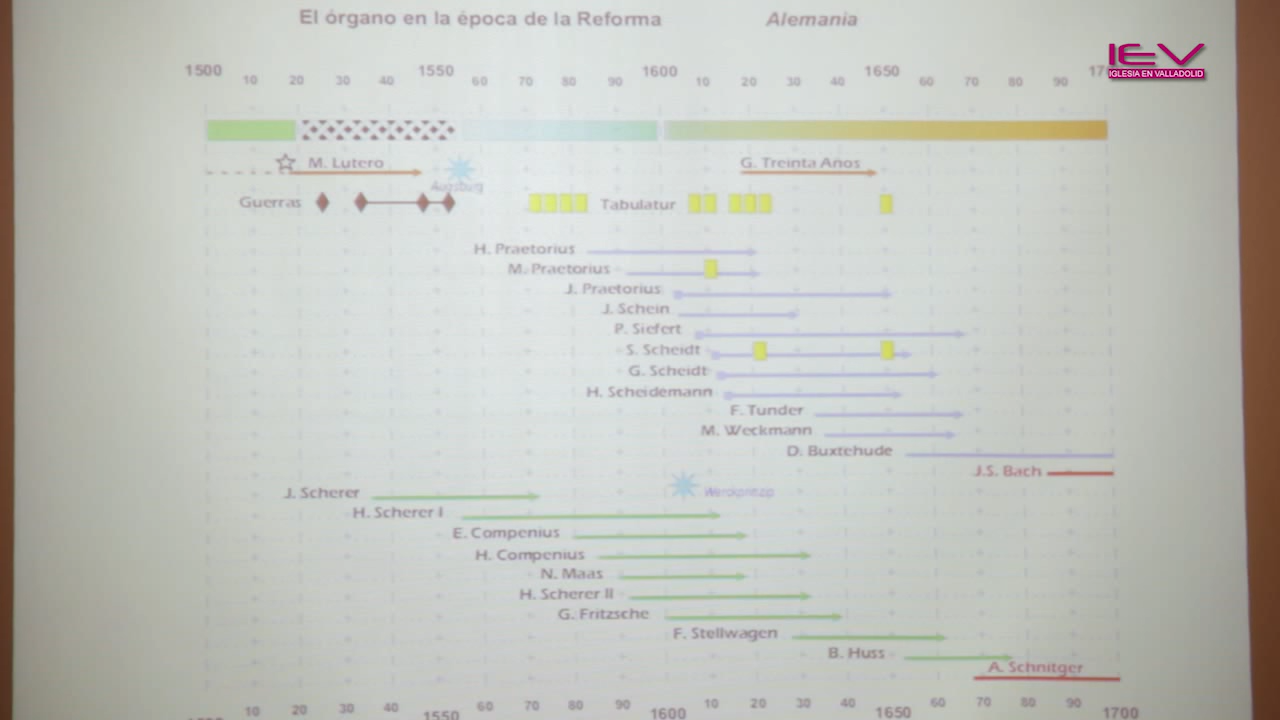 El órgano en la época de la Reforma Alemania
IEV
IGLESIA EN VALLADOLID
1500 10 20 30 40 1550 60 70 80 90 1600 10 20 30 40 1650 60 70 80 90
M. Lutero G. Treinta Anos
Augsburg
Guerras Tabulatur
H. Praetorius
M. Praetorius
J. Praetorius
J. Schein
P. Siefert
S. Scheidt
G. Scheidt
H. Scheidemann
F. Tunder
M. Weckmann
D. Buxtehude
J.S. Bach
J. Scherer Werckprinzip
H. Scherer I
E. Compenius
H. Compenius
N. Maas
H. Scherer II
G. Fritzsche
F. Stellwagen
B. Huss
A. Schnitger
10 20 30 40 1550 60 70 80 90 1600 10 20 30 40 1650 60 70 80 90 1700